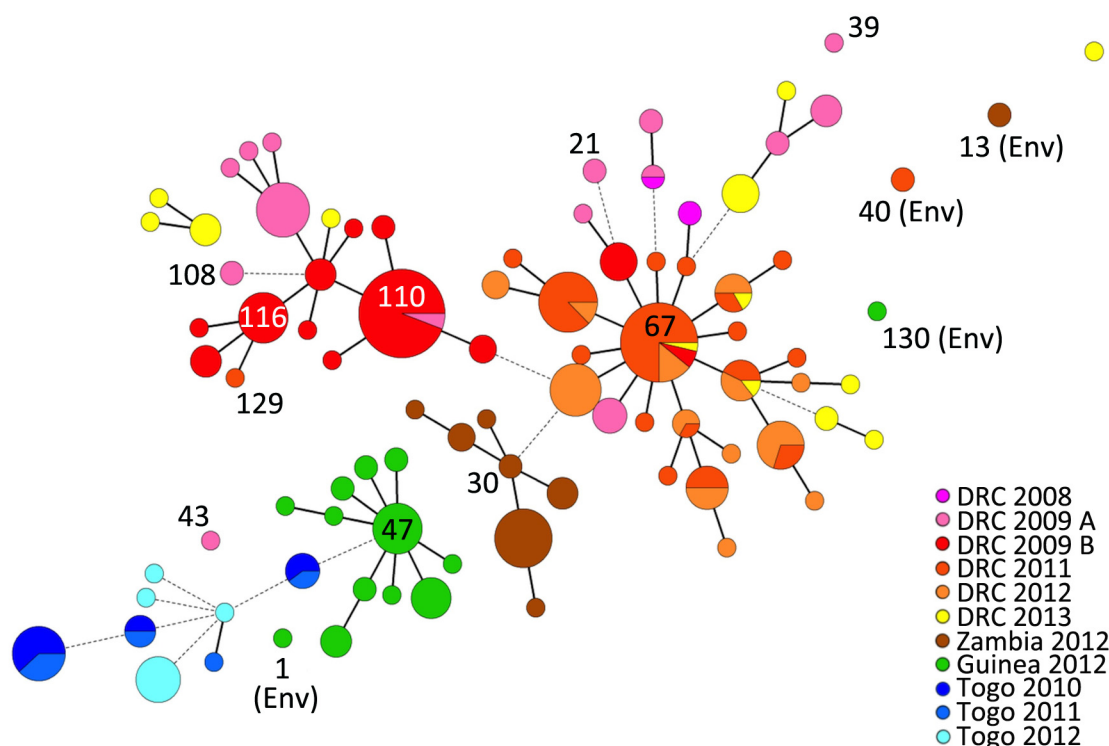 39
13 (Env)
21
40 (Env)
108
110
116
67
130 (Env)
129
30
47
43
1
(Env)
DRC 2008
DRC 2009 A
DRC 2009 B
DRC 2011
DRC 2012
DRC 2013
Zambia 2012
Guinea 2012
Togo 2010
Togo 2011
Togo 2012